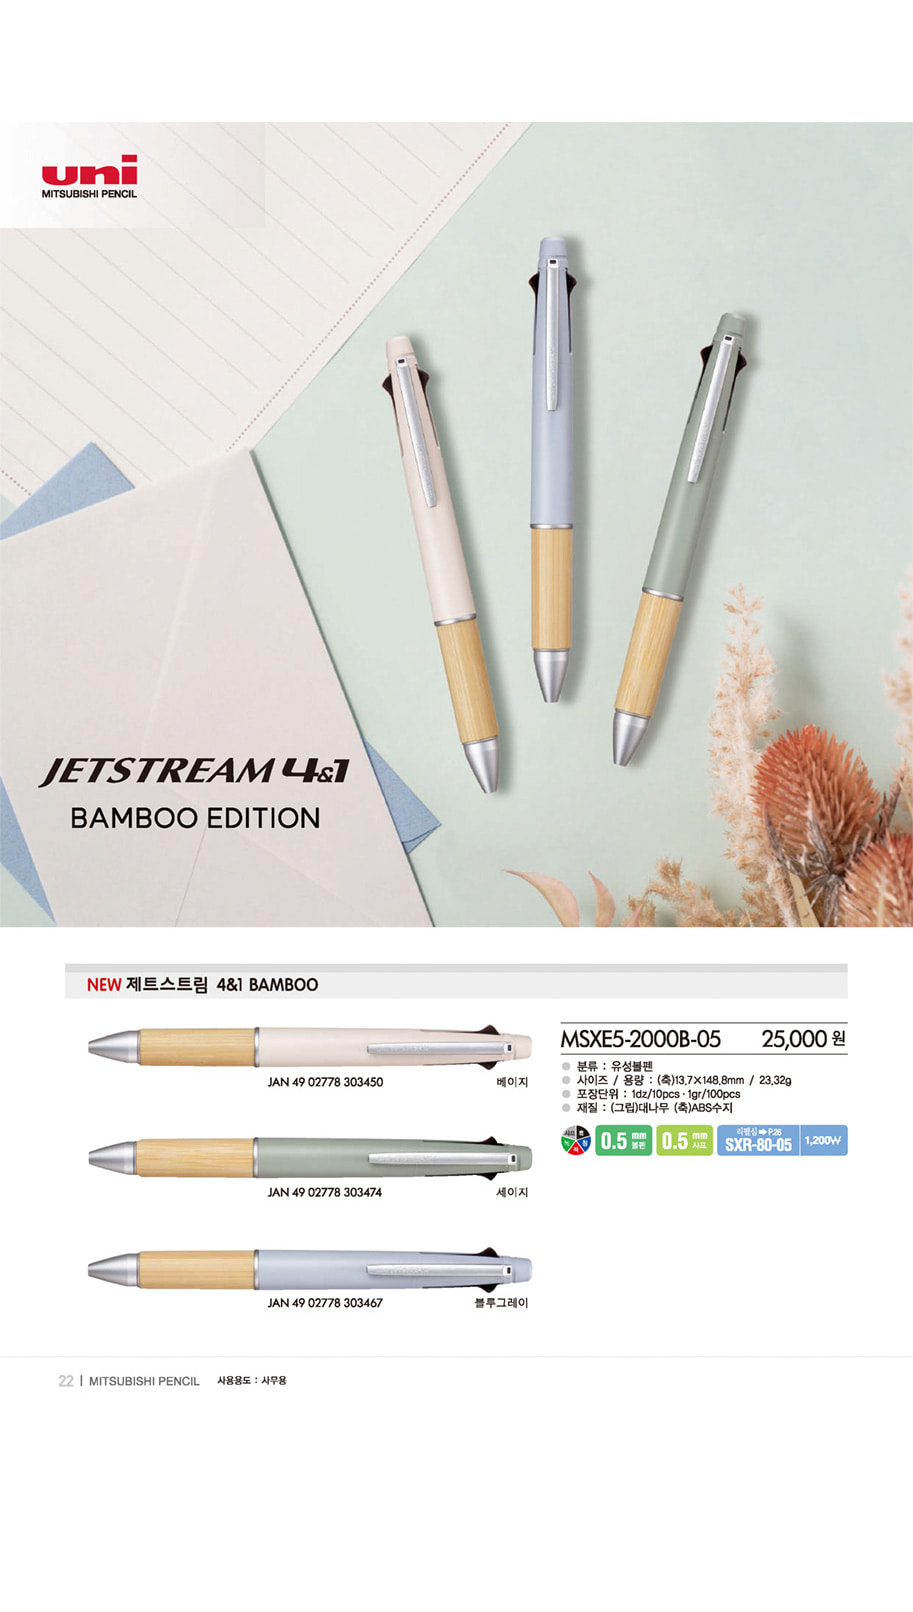 uni
MITSUBISHI PENCIL
JETSTREAM 4&1
BAMBOO EDITION
NEW 제트스트림 4&1 BAMBOO
JAN 49 02778 303450 베이지
JAN 49 02778 303474 세이지
JAN 49 02778 303467 블루그레이
MSXE5-2000B-05 25,000 원
분류 : 유성볼펜
사이즈 / 용량 : (축)13.7×148.8mm / 23.32g
포장단위 : 1dz/10pcs · 1gr/100pcs
재질 : (그립)대나무 (축)ABS수지
샤프 흑 청 적 녹
0.5 mm 볼펜
0.5 mm 샤프
리필심 ➡ P.26
SXR-80-05
1,200₩
22 | MITSUBISHI PENCIL 사용용도 : 사무용